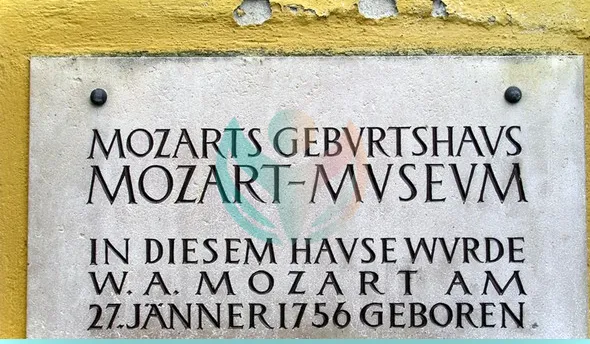 MOZARTS GEBVRTSHAVS
MOZART-MVSEVM
IN DIESEM HAVSE WVRDE
W. A. MOZART AM
27. JÄNNER 1756 GEBOREN.